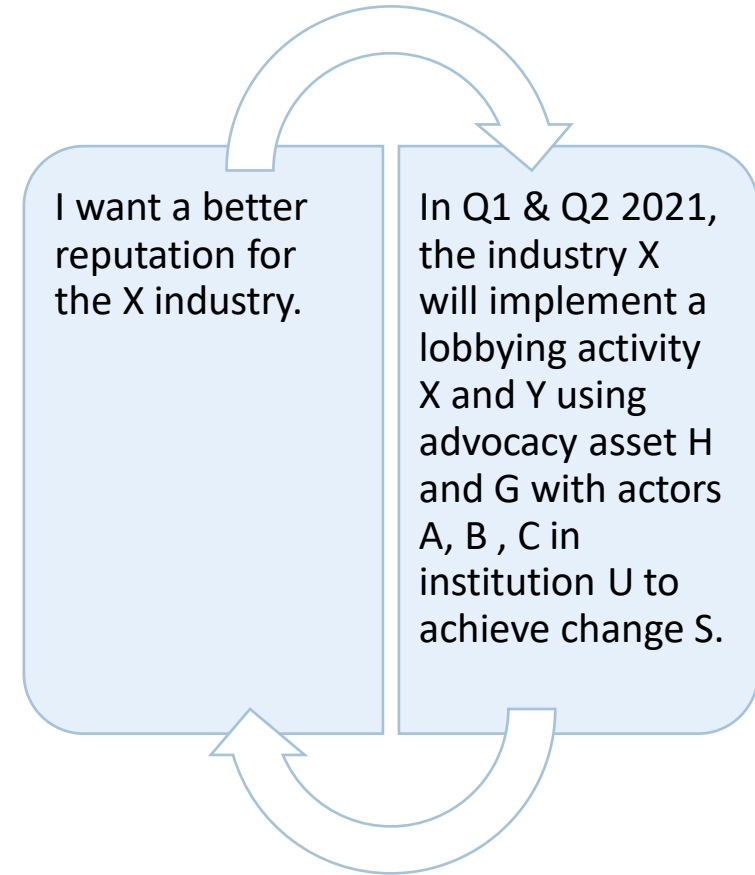 I want a better
reputation for
the X industry.
In Q1 & Q2 2021,
the industry X
will implement a
lobbying activity
X and Y using
advocacy asset H
and G with actors
A, B , C in
institution U to
achieve change S.